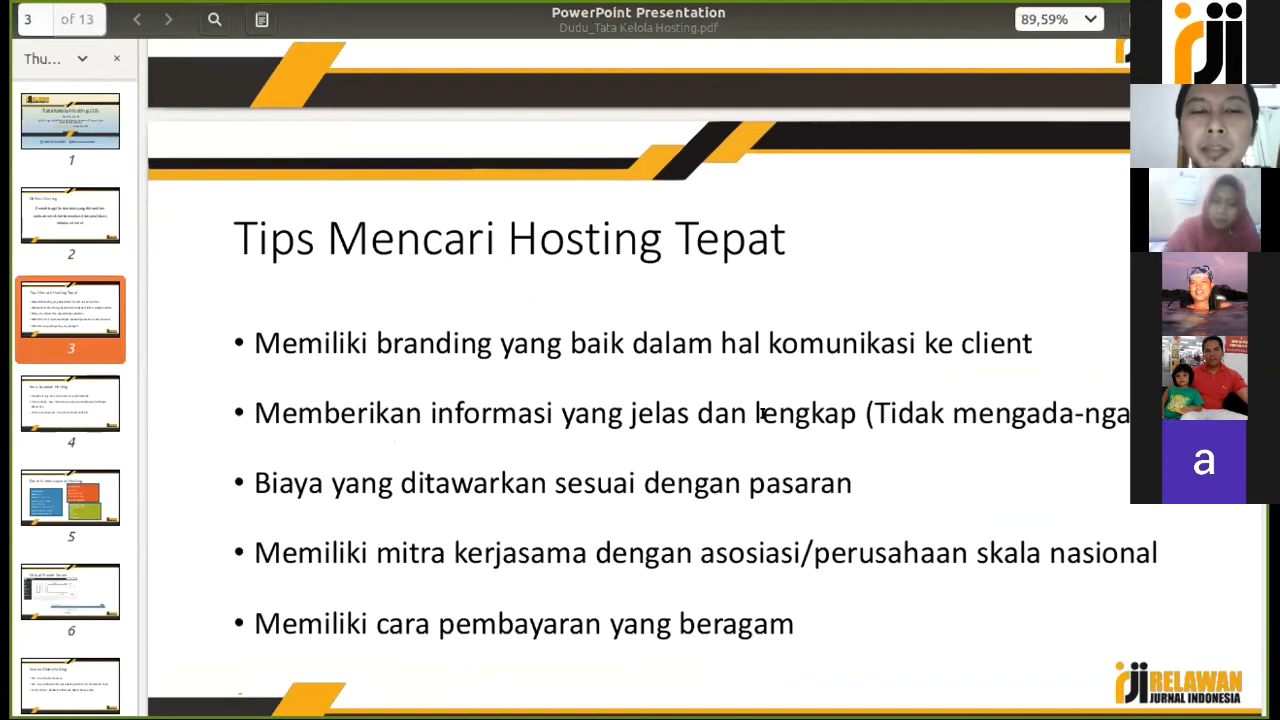 3 of 13
PowerPoint Presentation
Dudu_Tata Kelola Hosting.pdf
89,59%
Thu...
1
2
3
4
5
6
Tips Mencari Hosting Tepat
• Memiliki branding yang baik dalam hal komunikasi ke client
• Memberikan informasi yang jelas dan lengkap (Tidak mengada-nga
• Biaya yang ditawarkan sesuai dengan pasaran
• Memiliki mitra kerjasama dengan asosiasi/perusahaan skala nasional
• Memiliki cara pembayaran yang beragam
rji
a
rji RELAWAN
JURNAL INDONESIA